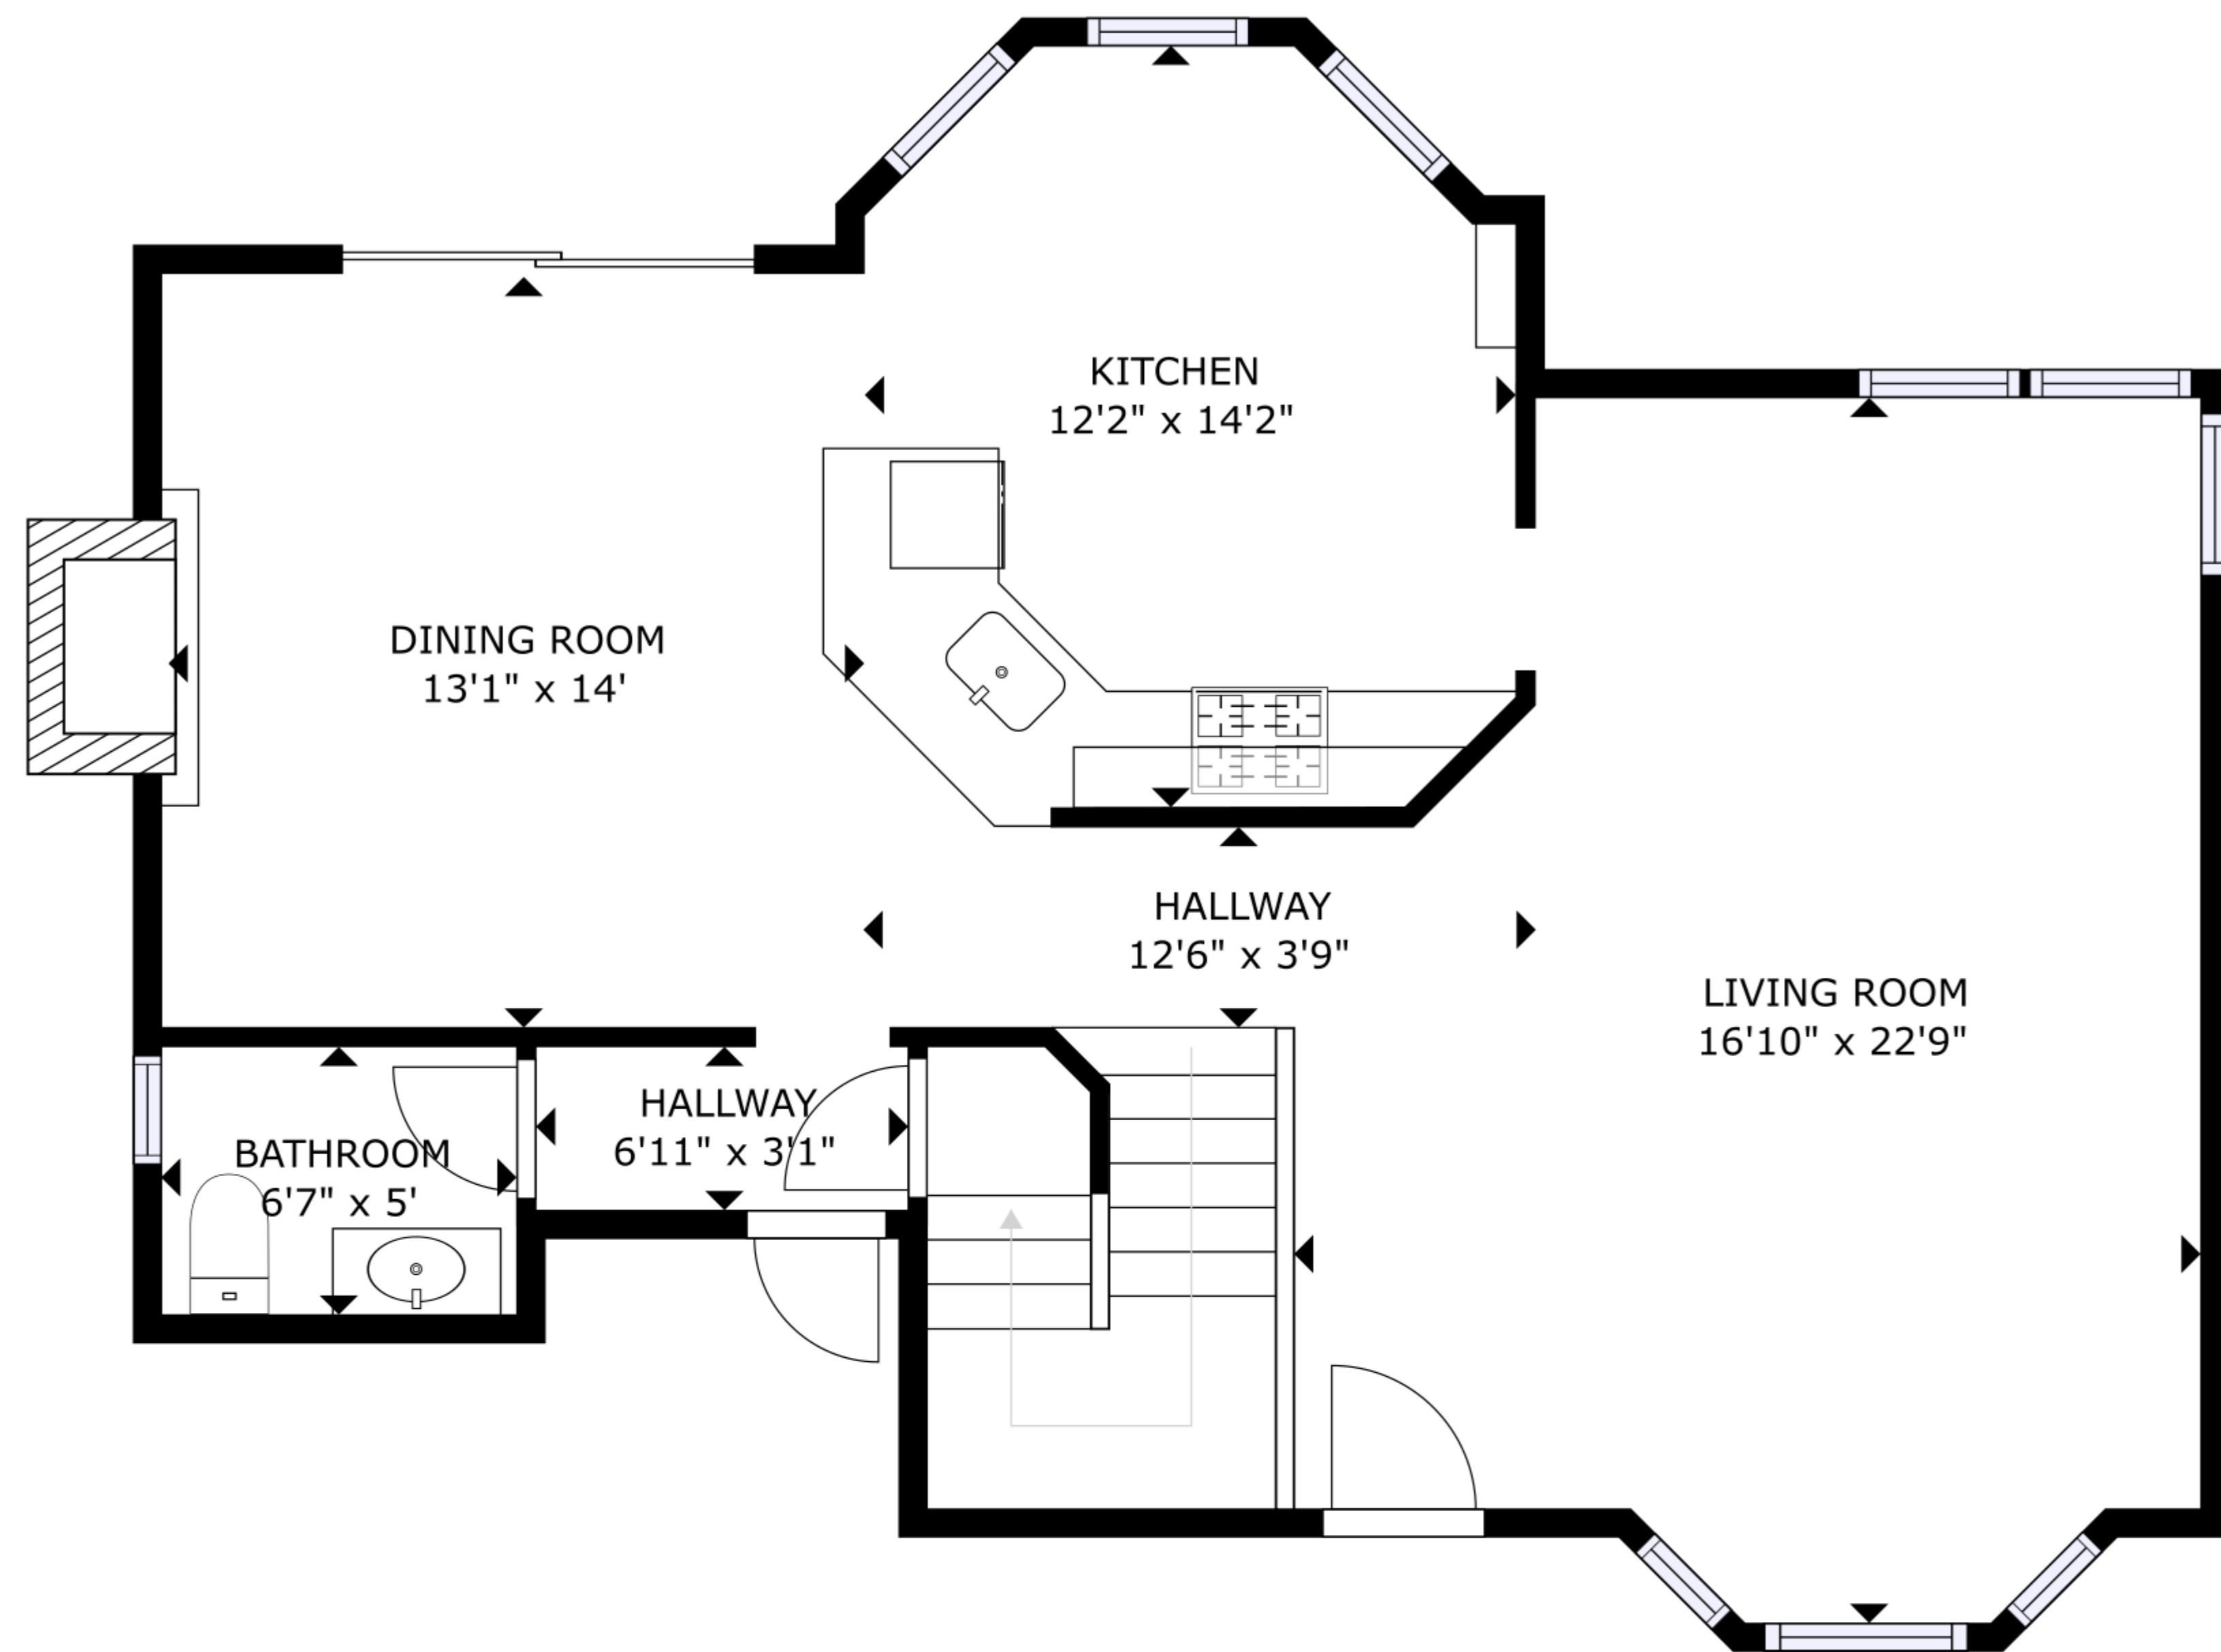 KITCHEN
12'2" x 14'2"
DINING ROOM
13'1" x 14'
HALLWAY
12'6" x 3'9"
LIVING ROOM
16'10" x 22'9"
HALLWAY
6'11" x 3'1"
BATHROOM
6'7" x 5'